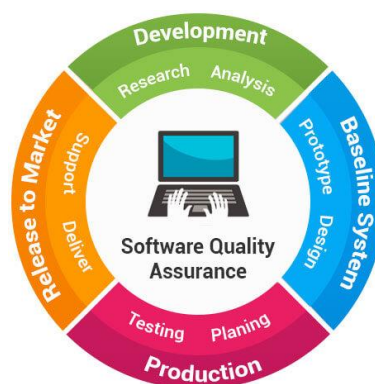 Development
Research
Analysis
Baseline System
Prototype
Design
Production
Planing
Testing
Release to Market
Deliver
Support
Software Quality
Assurance